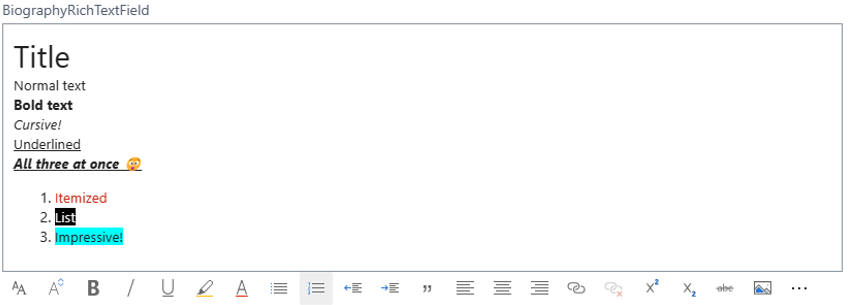 BiographyRichTextField
Title
Normal text
Bold text
Cursive!
Underlined
All three at once 🤪
1. Itemized
2. List
3. Impressive!
AA A B / U A " x² x₂ abc ...